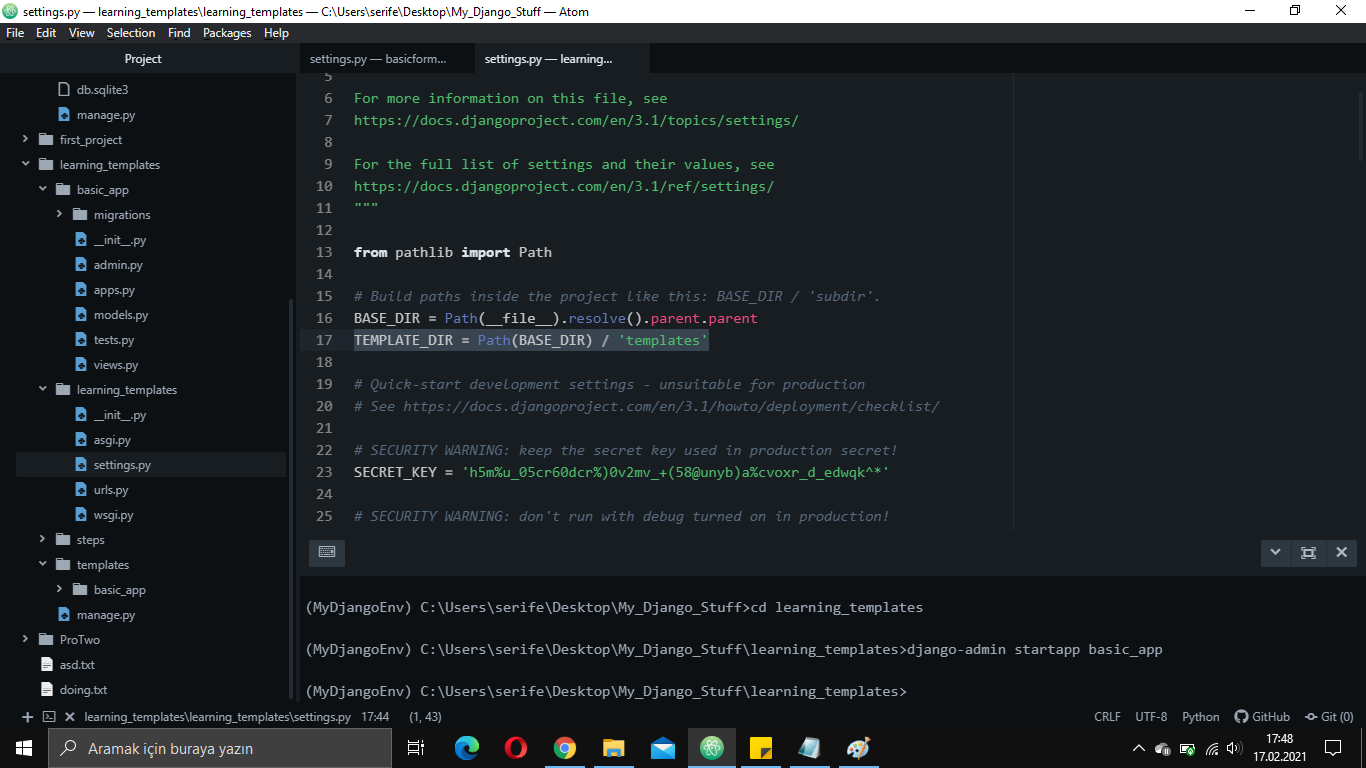 settings.py — learning_templates\learning_templates — C:\Users\serife\Desktop\My_Django_Stuff — Atom
File Edit View Selection Find Packages Help
Project
db.sqlite3
manage.py
first_project
learning_templates
basic_app
migrations
__init__.py
admin.py
apps.py
models.py
tests.py
views.py
learning_templates
__init__.py
asgi.py
settings.py
urls.py
wsgi.py
steps
templates
basic_app
manage.py
ProTwo
asd.txt
doing.txt
settings.py — basicform...
settings.py — learning...
5
6 For more information on this file, see
7 https://docs.djangoproject.com/en/3.1/topics/settings/
8
9 For the full list of settings and their values, see
10 https://docs.djangoproject.com/en/3.1/ref/settings/
11 """
12
13 from pathlib import Path
14
15 # Build paths inside the project like this: BASE_DIR / 'subdir'.
16 BASE_DIR = Path(__file__).resolve().parent.parent
17 TEMPLATE_DIR = Path(BASE_DIR) / 'templates'
18
19 # Quick-start development settings - unsuitable for production
20 # See https://docs.djangoproject.com/en/3.1/howto/deployment/checklist/
21
22 # SECURITY WARNING: keep the secret key used in production secret!
23 SECRET_KEY = 'h5m%u_05cr60dcr%)0v2mv_+(58@unyb)a%cvoxr_d_edwqk^*'
24
25 # SECURITY WARNING: don't run with debug turned on in production!
(MyDjangoEnv) C:\Users\serife\Desktop\My_Django_Stuff>cd learning_templates
(MyDjangoEnv) C:\Users\serife\Desktop\My_Django_Stuff\learning_templates>django-admin startapp basic_app
(MyDjangoEnv) C:\Users\serife\Desktop\My_Django_Stuff\learning_templates>
learning_templates\learning_templates\settings.py 17:44 (1, 43)
CRLF UTF-8 Python GitHub Git (0)
Aramak için buraya yazın
17:48
17.02.2021